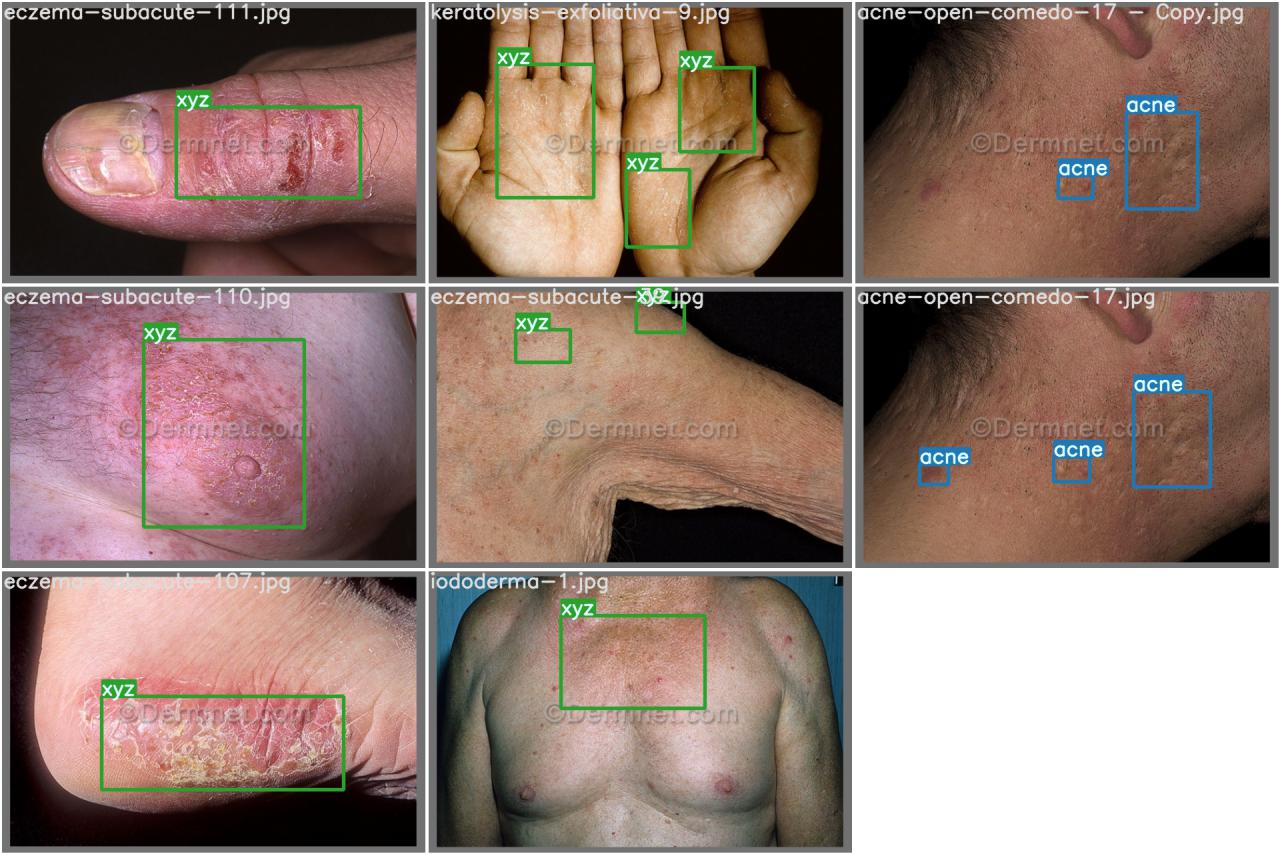 eczema-subacute-111.jpg
xyz
©Dermnet.com
keratolysis-exfoliativa-9.jpg
xyz
xyz
©Dermnet.com
xyz
acne-open-comedo-17 - Copy.jpg
acne
©Dermnet.com
acne
eczema-subacute-110.jpg
xyz
©Dermnet.com
xyz
xyz
©Dermnet.com
acne-open-comedo-17.jpg
acne
©Dermnet.com
acne
acne
eczema-subacute-107.jpg
xyz
©Dermnet.com
iododerma-1.jpg
xyz
©Dermnet.com